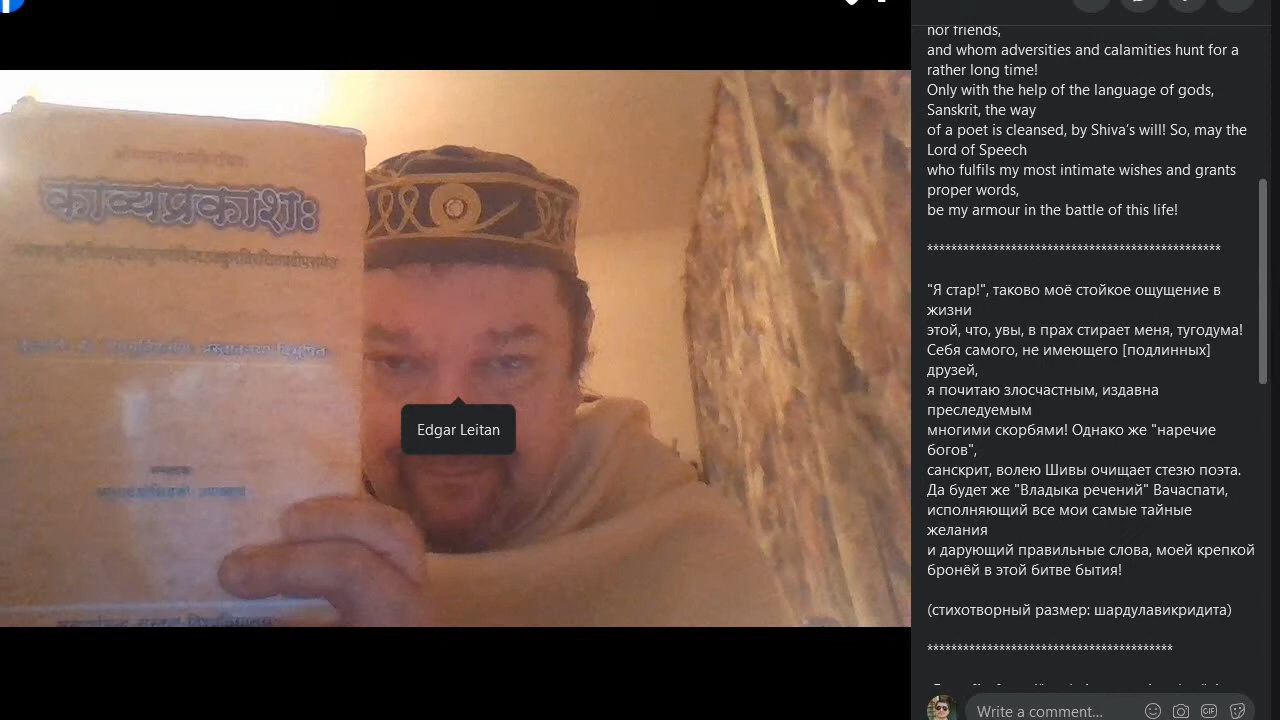 काव्यप्रकाशः
Edgar Leitan
nor friends,
and whom adversities and calamities hunt for a
rather long time!
Only with the help of the language of gods,
Sanskrit, the way
of a poet is cleansed, by Shiva's will! So, may the
Lord of Speech
who fulfils my most intimate wishes and grants
proper words,
be my armour in the battle of this life!
*************************************************
"Я стар!", таково моё стойкое ощущение в
жизни
этой, что, увы, в прах стирает меня, тугодума!
Себя самого, не имеющего [подлинных]
друзей,
я почитаю злосчастным, издавна
преследуемым
многими скорбями! Однако же "наречие
богов",
санскрит, волею Шивы очищает стезю поэта.
Да будет же "Владыка речений" Вачаспати,
исполняющий все мои самые тайные
желания
и дарующий правильные слова, моей крепкой
бронёй в этой битве бытия!
(стихотворный размер: шардулавикридита)
*****************************************
Write a comment…
GIF